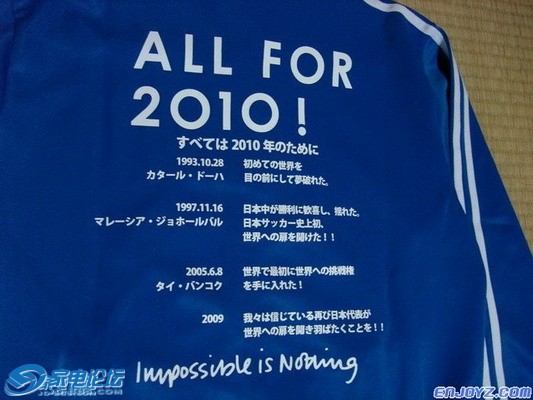 ALL FOR
2010!
すべては 2010 年のために
1993.10.28 初めての世界を
カタール・ドーハ 目の前にして夢破れた。
1997.11.16 日本中が勝利に歓喜し、揺れた。
マレーシア・ジョホールバル 日本サッカー史上初、
世界への扉を開けた!!
2005.6.8 世界で最初に世界への挑戦権
タイ・バンコク を手に入れた!
2009 我々は信じている再び日本代表が
世界への扉を開き羽ばたくことを!!
Impossible is Nothing
家电论坛
ENJOYZ.COM